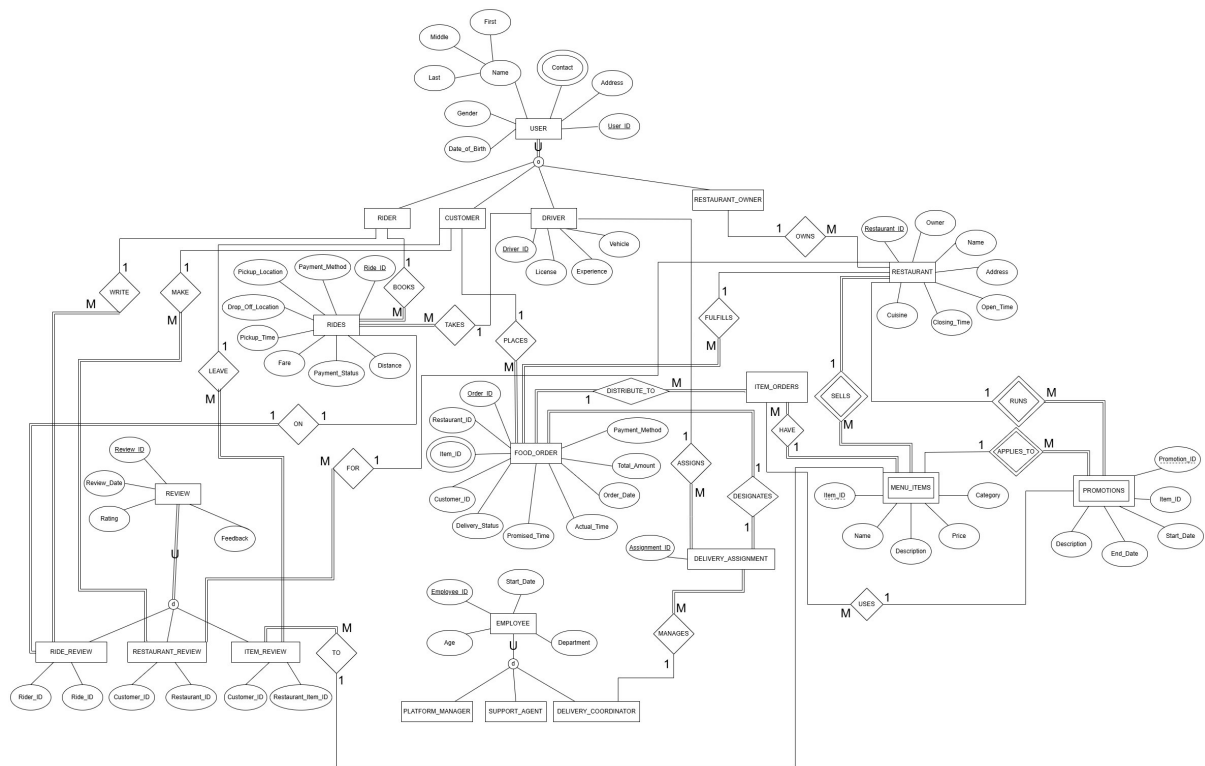 First
Middle
Contact
Last
Name
Address
Gender
USER
User_ID
Date_of_Birth
U
o
RIDER
CUSTOMER
DRIVER
RESTAURANT_OWNER
Driver_ID
License
Experience
Vehicle
1
OWNS
M
Restaurant_ID
Owner
Name
RESTAURANT
Address
Open_Time
Closing_Time
Cuisine
1
WRITE
M
1
MAKE
M
Pickup_Location
Payment_Method
Ride_ID
Drop_Off_Location
RIDES
Pickup_Time
Fare
Payment_Status
Distance
1
BOOKS
M
M
TAKES
1
1
PLACES
M
1
FULFILLS
M
1
LEAVE
M
1
ON
1
M
FOR
1
DISTRIBUTE_TO
1
M
ITEM_ORDERS
M
HAVE
1
1
SELLS
M
1
RUNS
M
1
APPLIES_TO
M
Order_ID
Restaurant_ID
Item_ID
FOOD_ORDER
Payment_Method
Total_Amount
Order_Date
Customer_ID
Delivery_Status
Promised_Time
Actual_Time
1
ASSIGNS
M
1
DESIGNATES
1
Review_ID
REVIEW
Review_Date
Rating
Feedback
U
d
MENU_ITEMS
Item_ID
Category
Name
Description
Price
Promotion_ID
PROMOTIONS
Item_ID
Start_Date
Description
End_Date
Assignment_ID
DELIVERY_ASSIGNMENT
M
USES
1
Employee_ID
Start_Date
EMPLOYEE
Age
Department
U
d
M
MANAGES
1
RIDE_REVIEW
RESTAURANT_REVIEW
ITEM_REVIEW
M
TO
1
Rider_ID
Ride_ID
Customer_ID
Restaurant_ID
Customer_ID
Restaurant_Item_ID
PLATFORM_MANAGER
SUPPORT_AGENT
DELIVERY_COORDINATOR